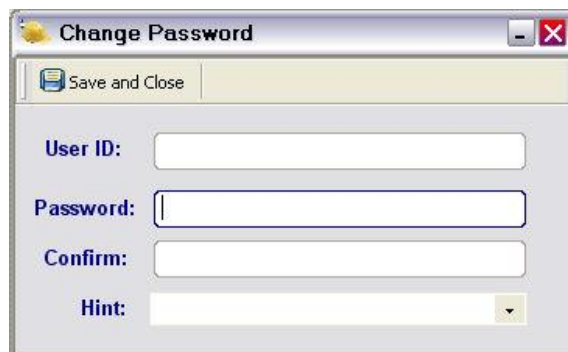 Change Password
Save and Close
User ID:
Password:
Confirm:
Hint: